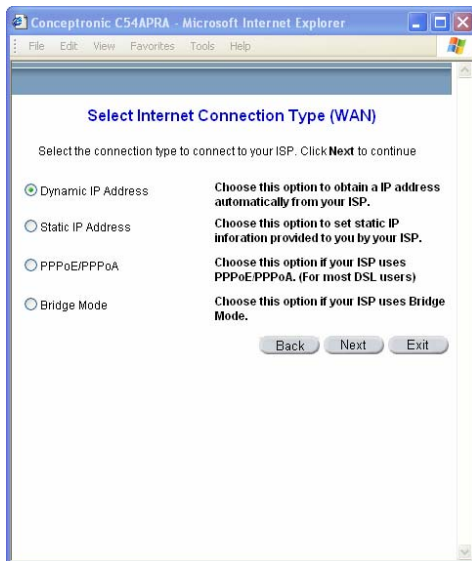 Conceptronic C54APRA - Microsoft Internet Explorer
File Edit View Favorites Tools Help
Select Internet Connection Type (WAN)
Select the connection type to connect to your ISP. Click Next to continue
Dynamic IP Address
Choose this option to obtain a IP address
automatically from your ISP.
Static IP Address
Choose this option to set static IP
inforation provided to you by your ISP.
PPPoE/PPPoA
Choose this option if your ISP uses
PPPoE/PPPoA. (For most DSL users)
Bridge Mode
Choose this option if your ISP uses Bridge
Mode.
Back Next Exit